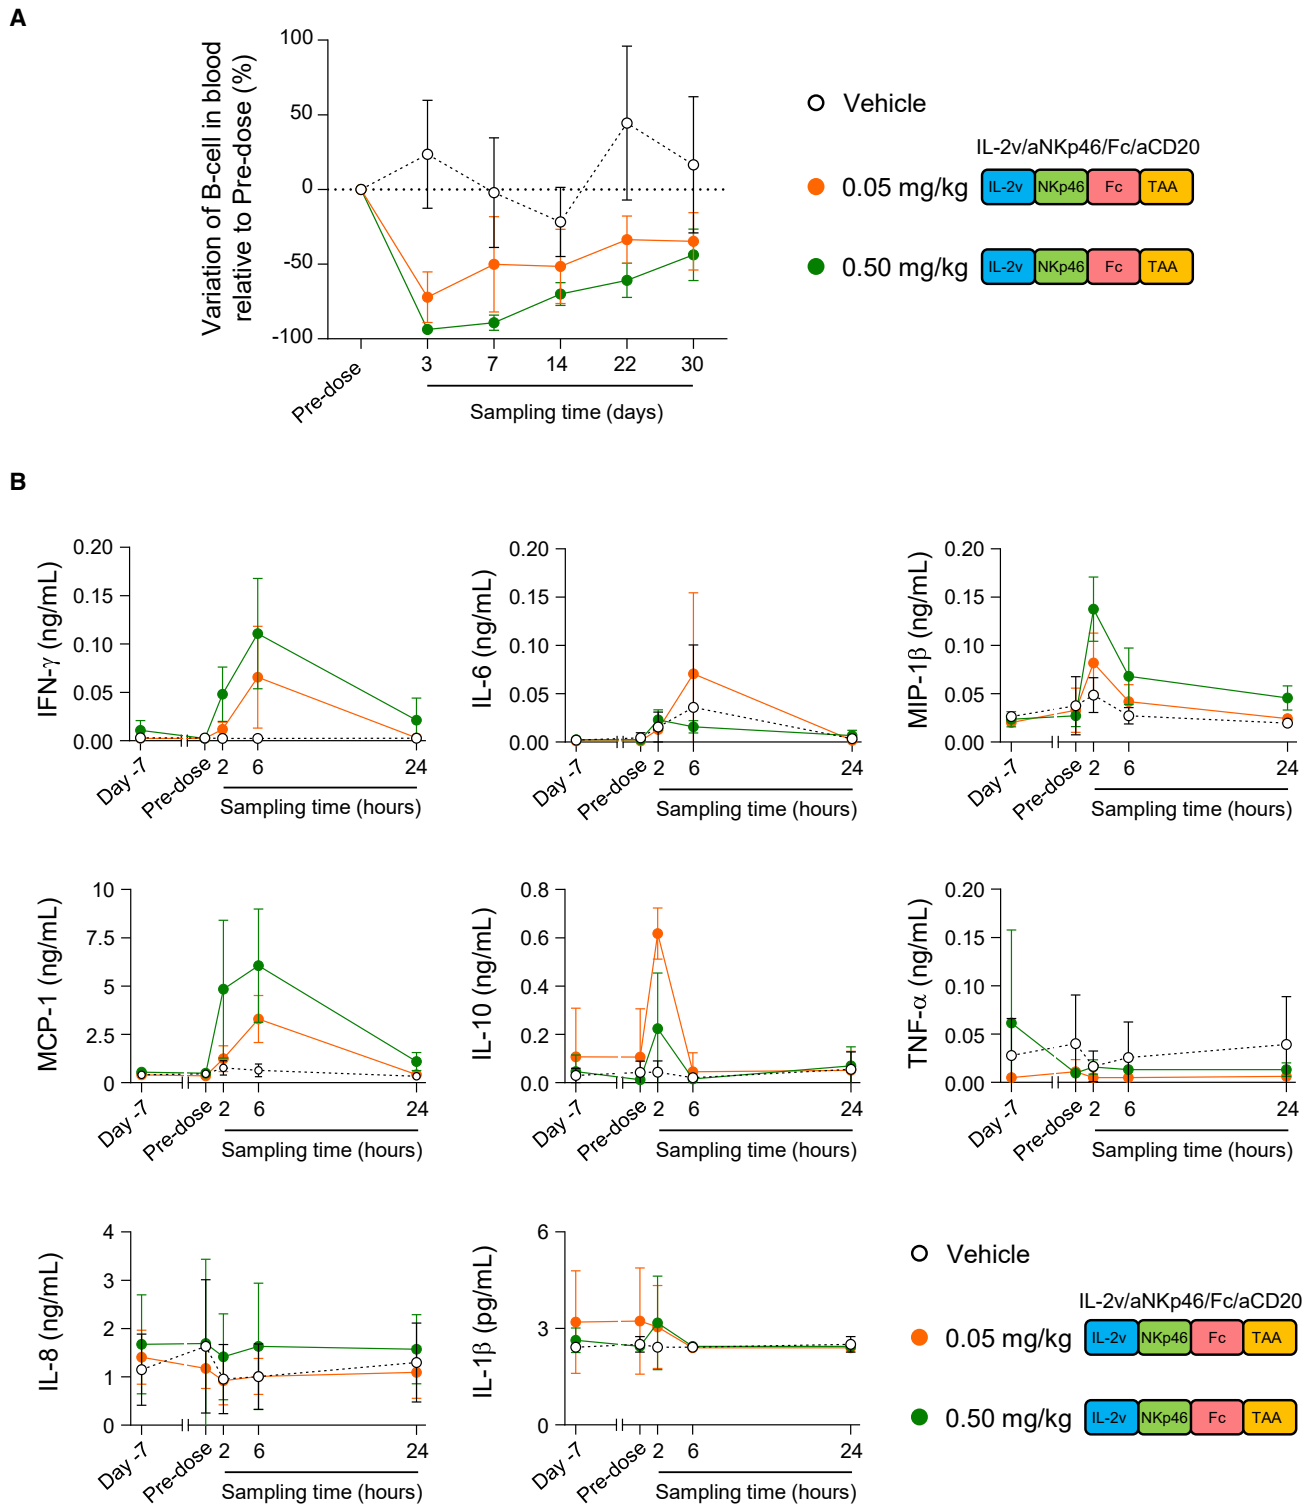 A
Variation of B-cell in blood
relative to Pre-dose (%)
100
50
0
-50
-100
Pre-dose
3
7
14
22
30
Sampling time (days)
Vehicle
IL-2v/aNKp46/Fc/aCD20
0.05 mg/kg
IL-2v NKp46 Fc TAA
0.50 mg/kg
IL-2v NKp46 Fc TAA
B
IFN-γ (ng/mL)
0.20
0.15
0.10
0.05
0.00
Day -7
Pre-dose
2
6
24
Sampling time (hours)
IL-6 (ng/mL)
0.20
0.15
0.10
0.05
0.00
Day -7
Pre-dose
2
6
24
Sampling time (hours)
MIP-1β (ng/mL)
0.20
0.15
0.10
0.05
0.00
Day -7
Pre-dose
2
6
24
Sampling time (hours)
MCP-1 (ng/mL)
10
7.5
5
2.5
0
Day -7
Pre-dose
2
6
24
Sampling time (hours)
IL-10 (ng/mL)
0.8
0.6
0.4
0.2
0.0
Day -7
Pre-dose
2
6
24
Sampling time (hours)
TNF-α (ng/mL)
0.20
0.15
0.10
0.05
0.00
Day -7
Pre-dose
2
6
24
Sampling time (hours)
IL-8 (ng/mL)
4
3
2
1
0
Day -7
Pre-dose
2
6
24
Sampling time (hours)
IL-1β (pg/mL)
6
3
0
Day -7
Pre-dose
2
6
24
Sampling time (hours)
Vehicle
IL-2v/aNKp46/Fc/aCD20
0.05 mg/kg
IL-2v NKp46 Fc TAA
0.50 mg/kg
IL-2v NKp46 Fc TAA